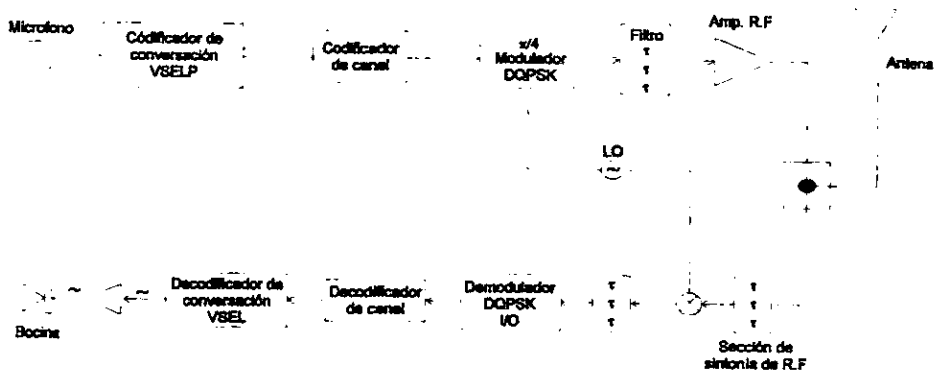 Micrófono
Códificador de
conversación
VSELP
Codificador
de canal
π/4
Modulador
DQPSK
Filtro
τ
τ
τ
Amp. R.F
Antena
LO
~
Bocina
~
~
Decodificador de
conversación
VSEL
Decodificador
de canal
Demodulador
DQPSK
I/O
τ
τ
τ
τ
τ
τ
Sección de
sintonía de R.F